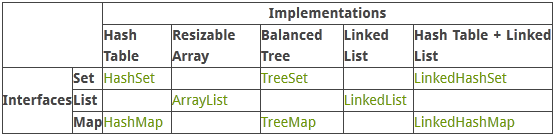 Implementations
Hash Table Resizable Array Balanced Tree Linked List Hash Table + Linked List
Interfaces Set HashSet TreeSet LinkedHashSet
List ArrayList LinkedList
Map HashMap TreeMap LinkedHashMap